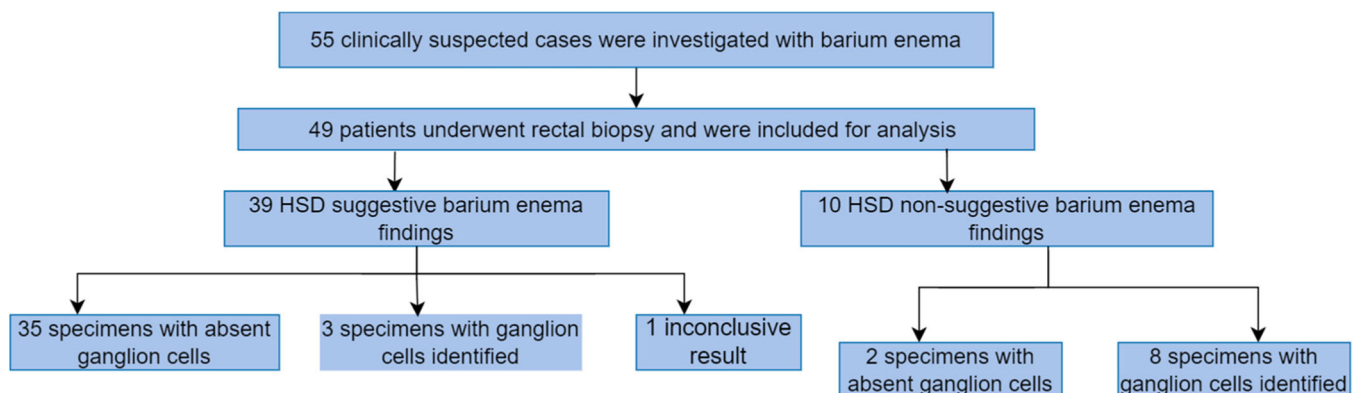 55 clinically suspected cases were investigated with barium enema
49 patients underwent rectal biopsy and were included for analysis
39 HSD suggestive barium enema
findings
10 HSD non-suggestive barium enema
findings
35 specimens with absent
ganglion cells
3 specimens with ganglion
cells identified
1 inconclusive
result
2 specimens with
absent ganglion cells
8 specimens with
ganglion cells identified